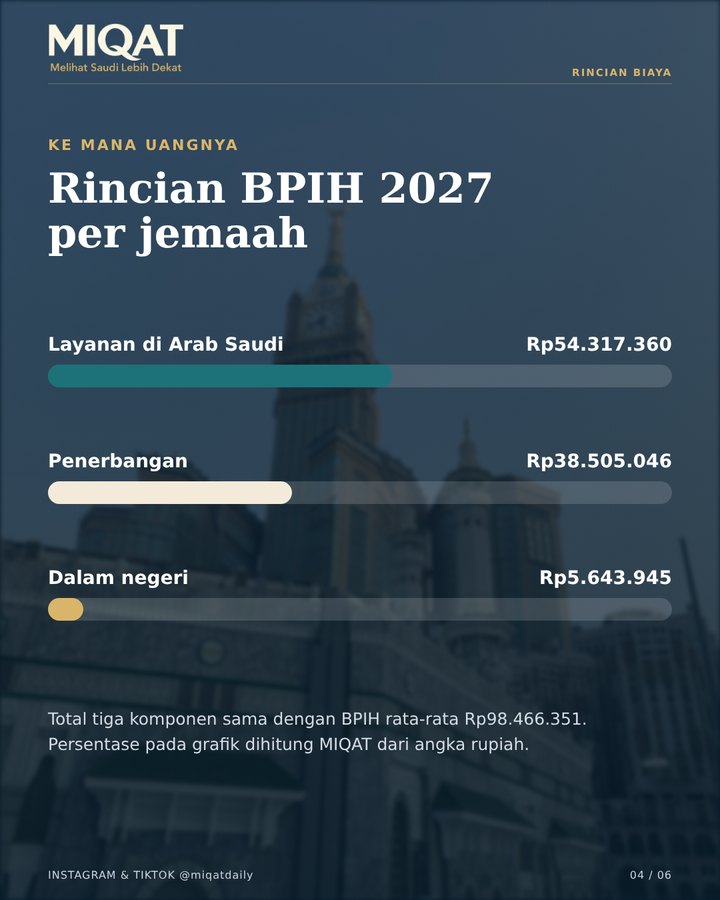 MIQAT
Melihat Saudi Lebih Dekat
RINCIAN BIAYA
KE MANA UANGNYA
Rincian BPIH 2027
per jemaah
Layanan di Arab Saudi Rp54.317.360
Penerbangan Rp38.505.046
Dalam negeri Rp5.643.945
Total tiga komponen sama dengan BPIH rata-rata Rp98.466.351.
Persentase pada grafik dihitung MIQAT dari angka rupiah.
INSTAGRAM & TIKTOK @miqatdaily 04 / 06